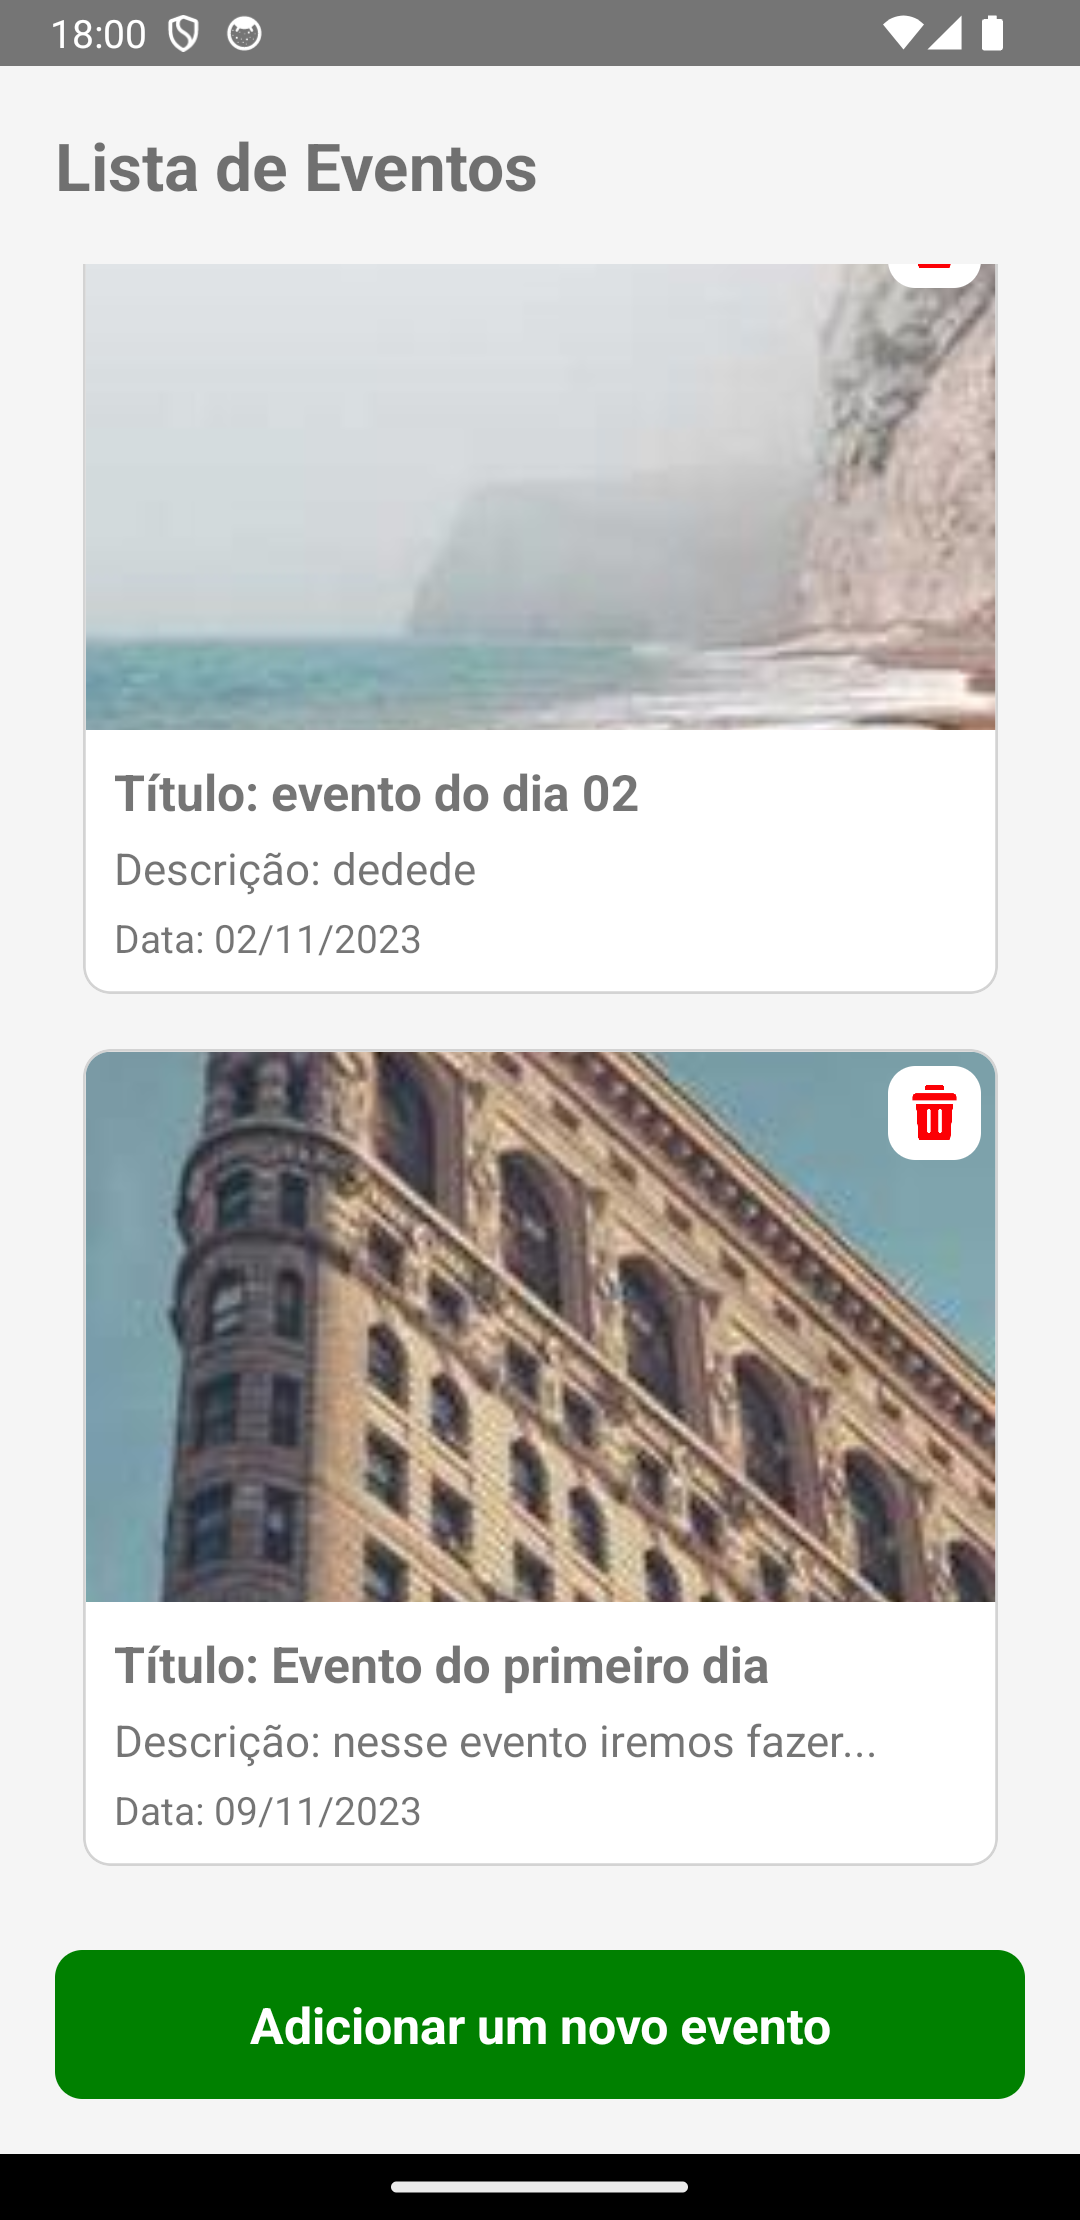 18:00
Lista de Eventos
Título: evento do dia 02
Descrição: dedede
Data: 02/11/2023
Título: Evento do primeiro dia
Descrição: nesse evento iremos fazer...
Data: 09/11/2023
Adicionar um novo evento